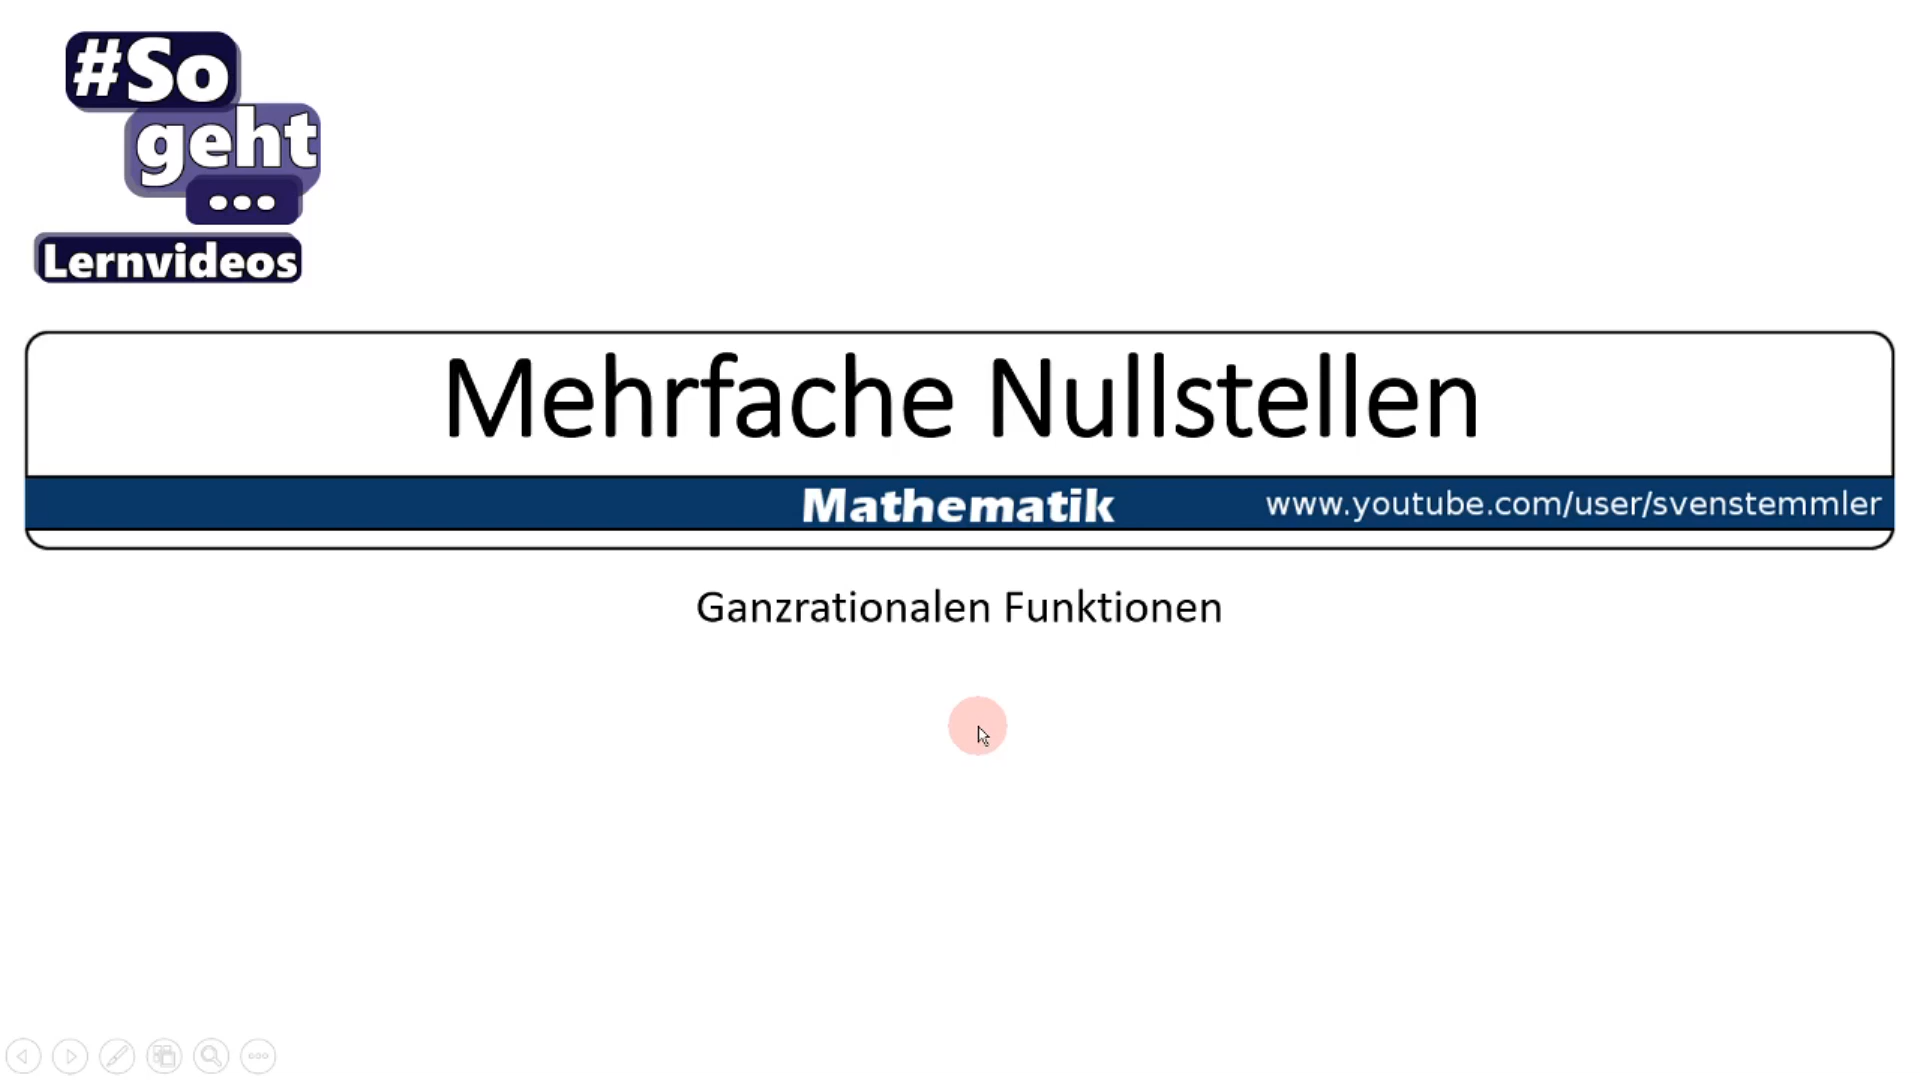 #So
geht
...
Lernvideos
Mehrfache Nullstellen
Mathematik
www.youtube.com/user/svenstemmler
Ganzrationalen Funktionen